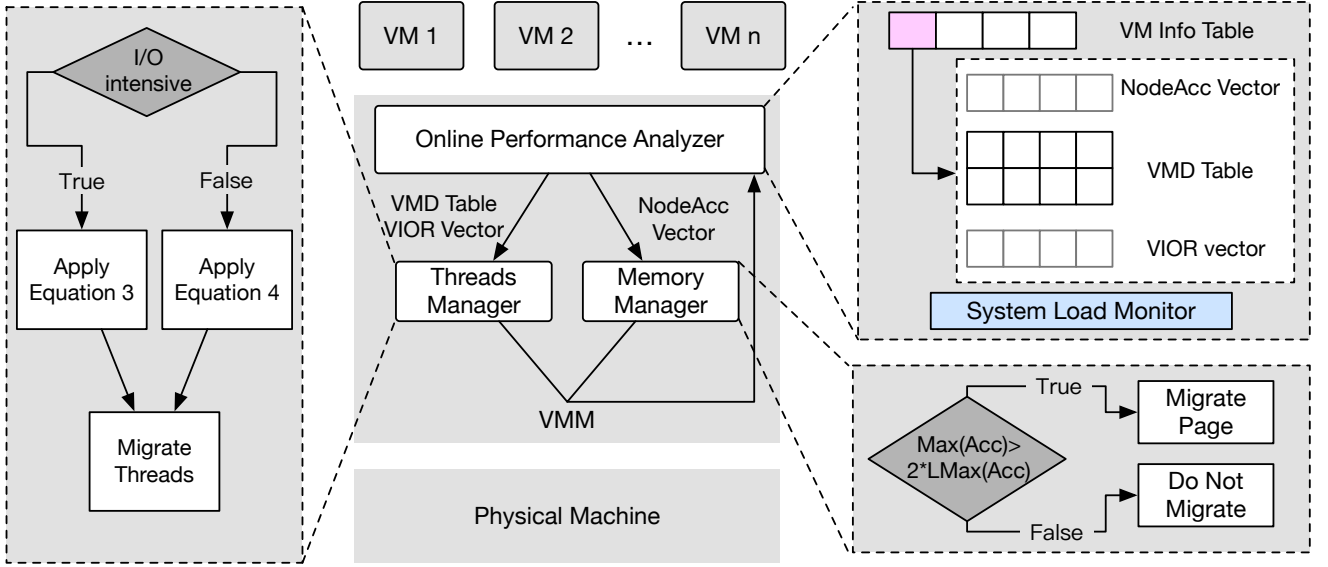 I/O
intensive
True
False
Apply
Equation 3
Apply
Equation 4
Migrate
Threads
VM 1
VM 2
...
VM n
Online Performance Analyzer
VMD Table
VIOR Vector
NodeAcc
Vector
Threads
Manager
Memory
Manager
VMM
Physical Machine
VM Info Table
NodeAcc Vector
VMD Table
VIOR vector
System Load Monitor
Max(Acc)>
2*LMax(Acc)
True
False
Migrate
Page
Do Not
Migrate